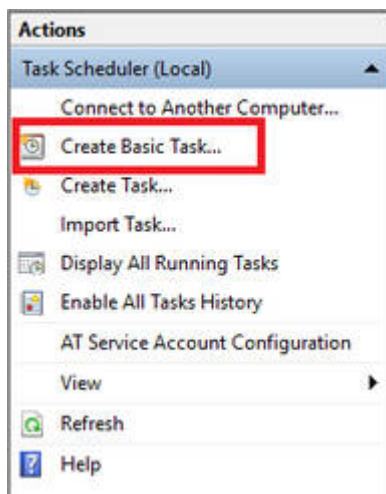 Actions
Task Scheduler (Local)
Connect to Another Computer...
Create Basic Task...
Create Task...
Import Task...
Display All Running Tasks
Enable All Tasks History
AT Service Account Configuration
View
Refresh
Help